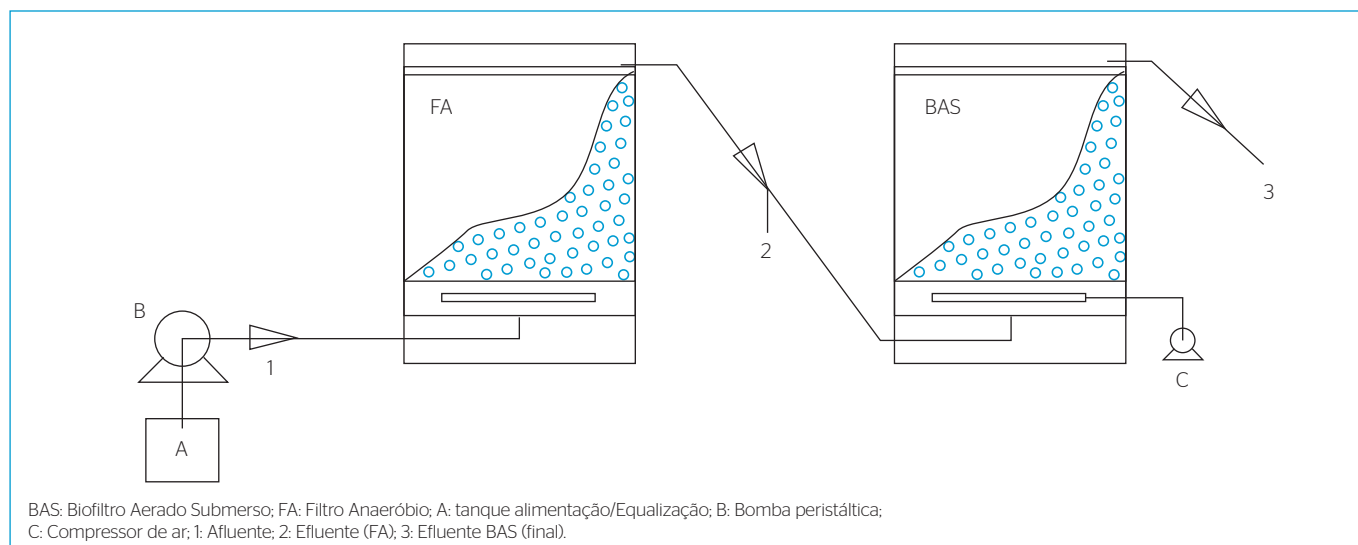 FA
BAS
3
2
B
1
C
A
BAS: Biofiltro Aerado Submerso; FA: Filtro Anaeróbio; A: tanque alimentação/Equalização; B: Bomba peristáltica;
C: Compressor de ar; 1: Afluente; 2: Efluente (FA); 3: Efluente BAS (final).